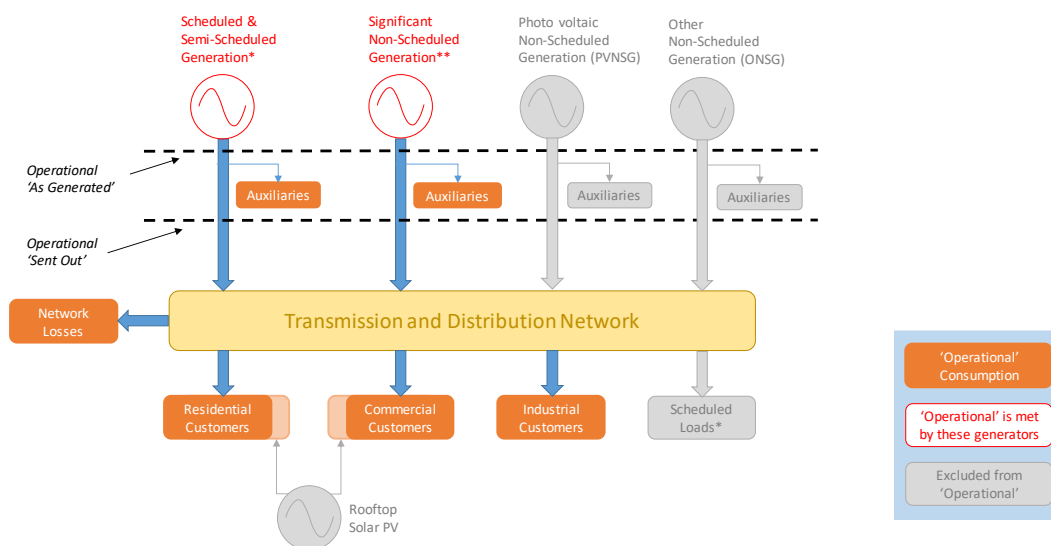 Scheduled &
Semi-Scheduled
Generation*
Significant
Non-Scheduled
Generation**
Photo voltaic
Non-Scheduled
Generation (PVNSG)
Other
Non-Scheduled
Generation (ONSG)
Operational
‘As Generated’
Auxiliaries
Auxiliaries
Auxiliaries
Auxiliaries
Operational
‘Sent Out’
Network
Losses
Transmission and Distribution Network
Residential
Customers
Commercial
Customers
Industrial
Customers
Scheduled
Loads*
Rooftop
Solar PV
‘Operational’
Consumption
‘Operational’ is met
by these generators
Excluded from
‘Operational’